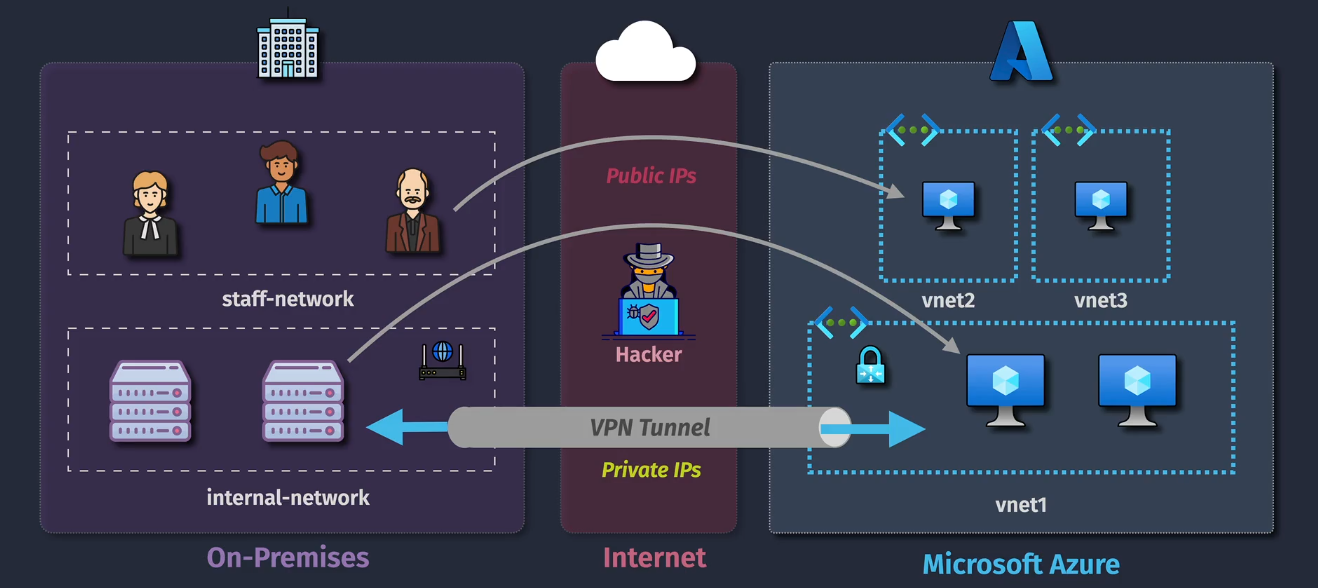 Public IPs
staff-network
vnet2
vnet3
Hacker
VPN Tunnel
Private IPs
internal-network
vnet1
On-Premises
Internet
Microsoft Azure